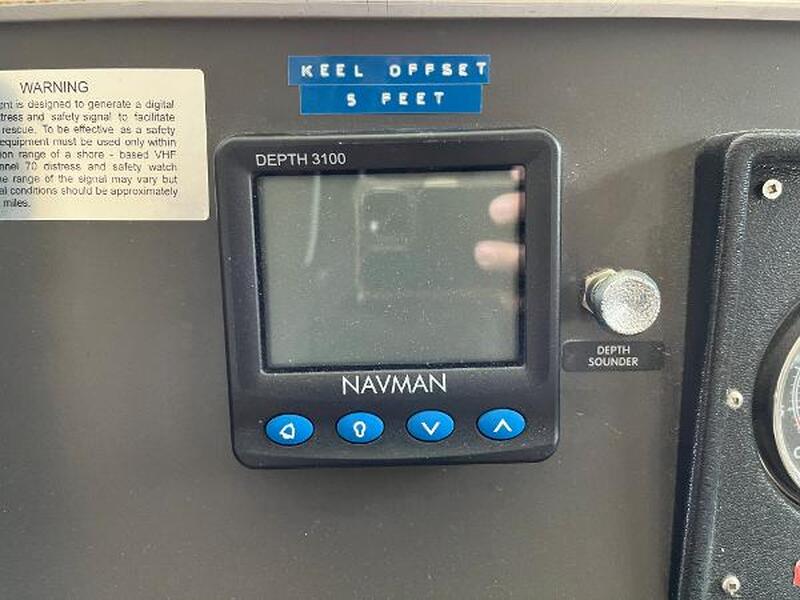 KEEL OFFSET
5 FEET
WARNING
is designed to generate a digital
and safety signal to facilitate
rescue. To be effective as a safety
equipment must be used only within
range of a shore - based VHF
70 distress and safety watch
range of the signal may vary but
conditions should be approximately
miles.
DEPTH 3100
NAVMAN
DEPTH
SOUNDER